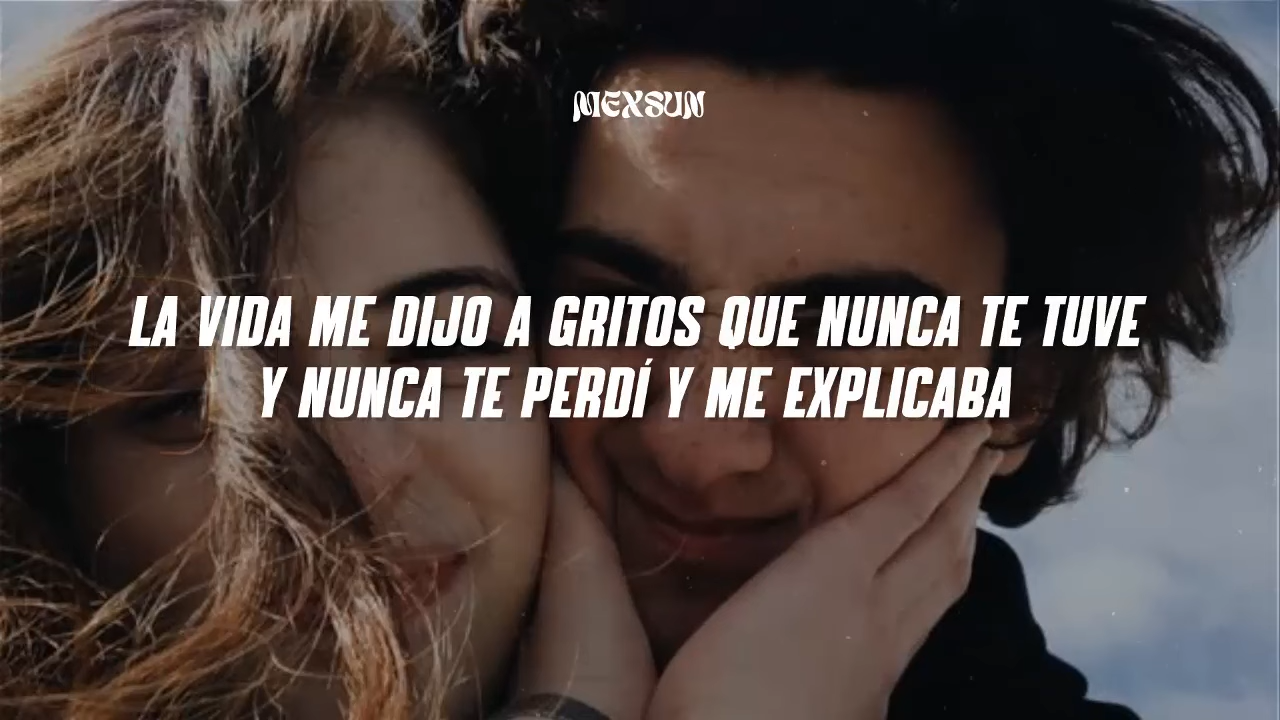 MEXSUN
LA VIDA ME DIJO A GRITOS QUE NUNCA TE TUVE
Y NUNCA TE PERDÍ Y ME EXPLICABA